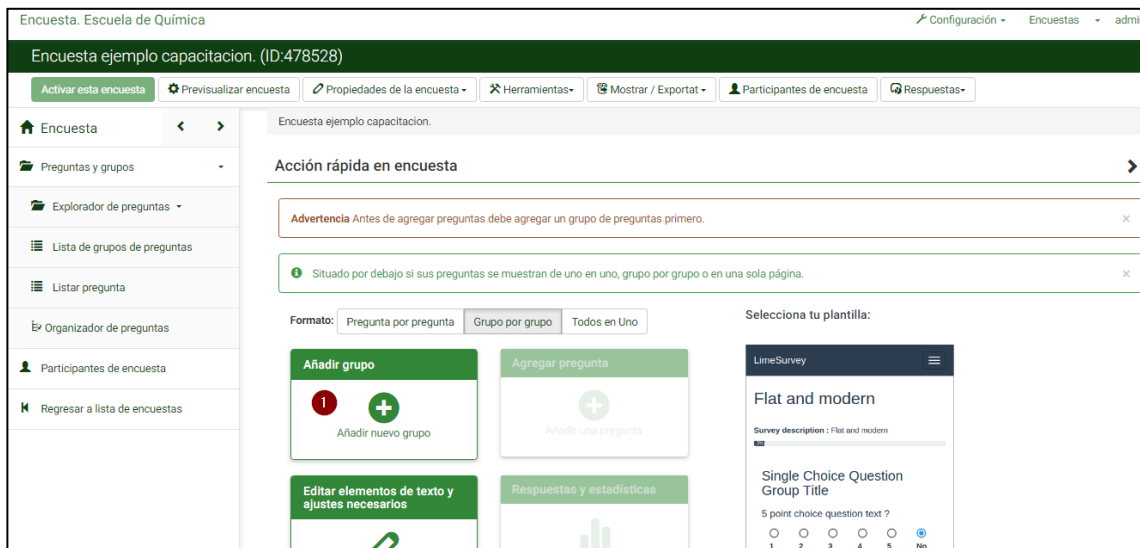 Encuesta. Escuela de Química
Configuración
Encuestas
Encuesta ejemplo capacitacion. (ID:478528)
Activar esta encuesta
Previsualizar encuesta
Propiedades de la encuesta
Herramientas
Mostrar / Exportat
Participantes de encuesta
Respuestas
Encuesta
Preguntas y grupos
Explorador de preguntas
Lista de grupos de preguntas
Listar pregunta
Organizador de preguntas
Participantes de encuesta
Regresar a lista de encuestas
Encuesta ejemplo capacitacion.
Acción rápida en encuesta
Advertencia Antes de agregar preguntas debe agregar un grupo de preguntas primero.
×
Situado por debajo si sus preguntas se muestran de uno en uno, grupo por grupo o en una sola página.
×
Formato:
Pregunta por pregunta
Grupo por grupo
Todos en Uno
Selecciona tu plantilla:
Añadir grupo
1
Añadir nuevo grupo
Agregar pregunta
Añadir una pregunta
Editar elementos de texto y
ajustes necesarios
Respuestas y estadísticas
LimeSurvey
Flat and modern
Survey description : Flat and modern
Single Choice Question
Group Title
5 point choice question text ?
1 2 3 4 5 No